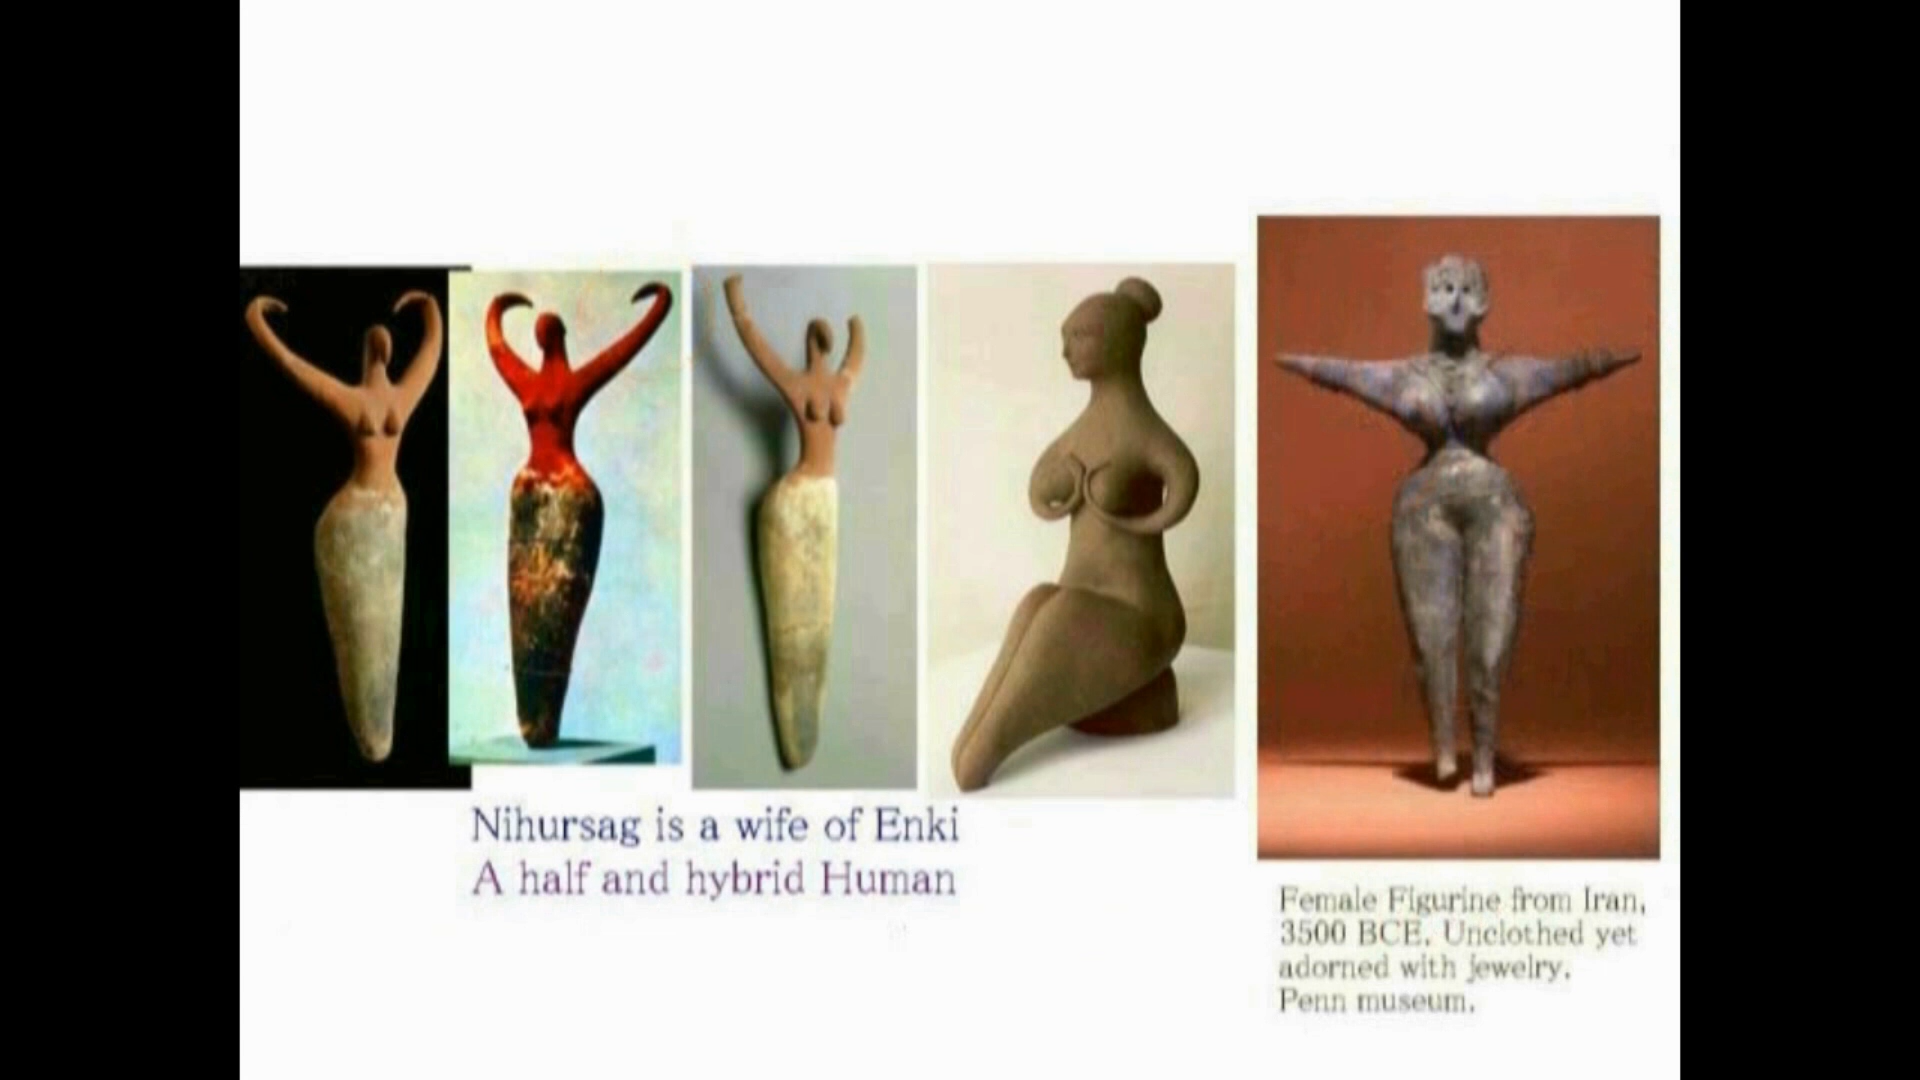 Nihursag is a wife of Enki
A half and hybrid Human
Female Figurine from Iran,
3500 BCE. Unclothed yet
adorned with jewelry.
Penn museum.